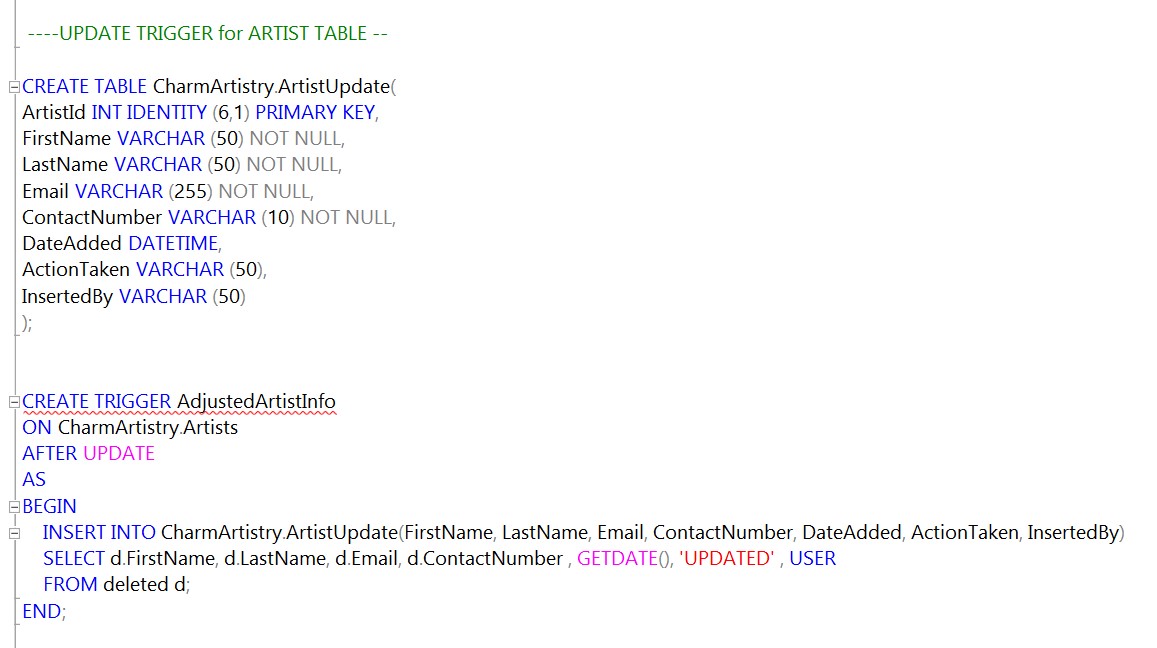 ----UPDATE TRIGGER for ARTIST TABLE --
CREATE TABLE CharmArtistry.ArtistUpdate(
ArtistId INT IDENTITY (6,1) PRIMARY KEY,
FirstName VARCHAR (50) NOT NULL,
LastName VARCHAR (50) NOT NULL,
Email VARCHAR (255) NOT NULL,
ContactNumber VARCHAR (10) NOT NULL,
DateAdded DATETIME,
ActionTaken VARCHAR (50),
InsertedBy VARCHAR (50)
);
CREATE TRIGGER AdjustedArtistInfo
ON CharmArtistry.Artists
AFTER UPDATE
AS
BEGIN
INSERT INTO CharmArtistry.ArtistUpdate(FirstName, LastName, Email, ContactNumber, DateAdded, ActionTaken, InsertedBy)
SELECT d.FirstName, d.LastName, d.Email, d.ContactNumber , GETDATE(), 'UPDATED' , USER
FROM deleted d;
END;